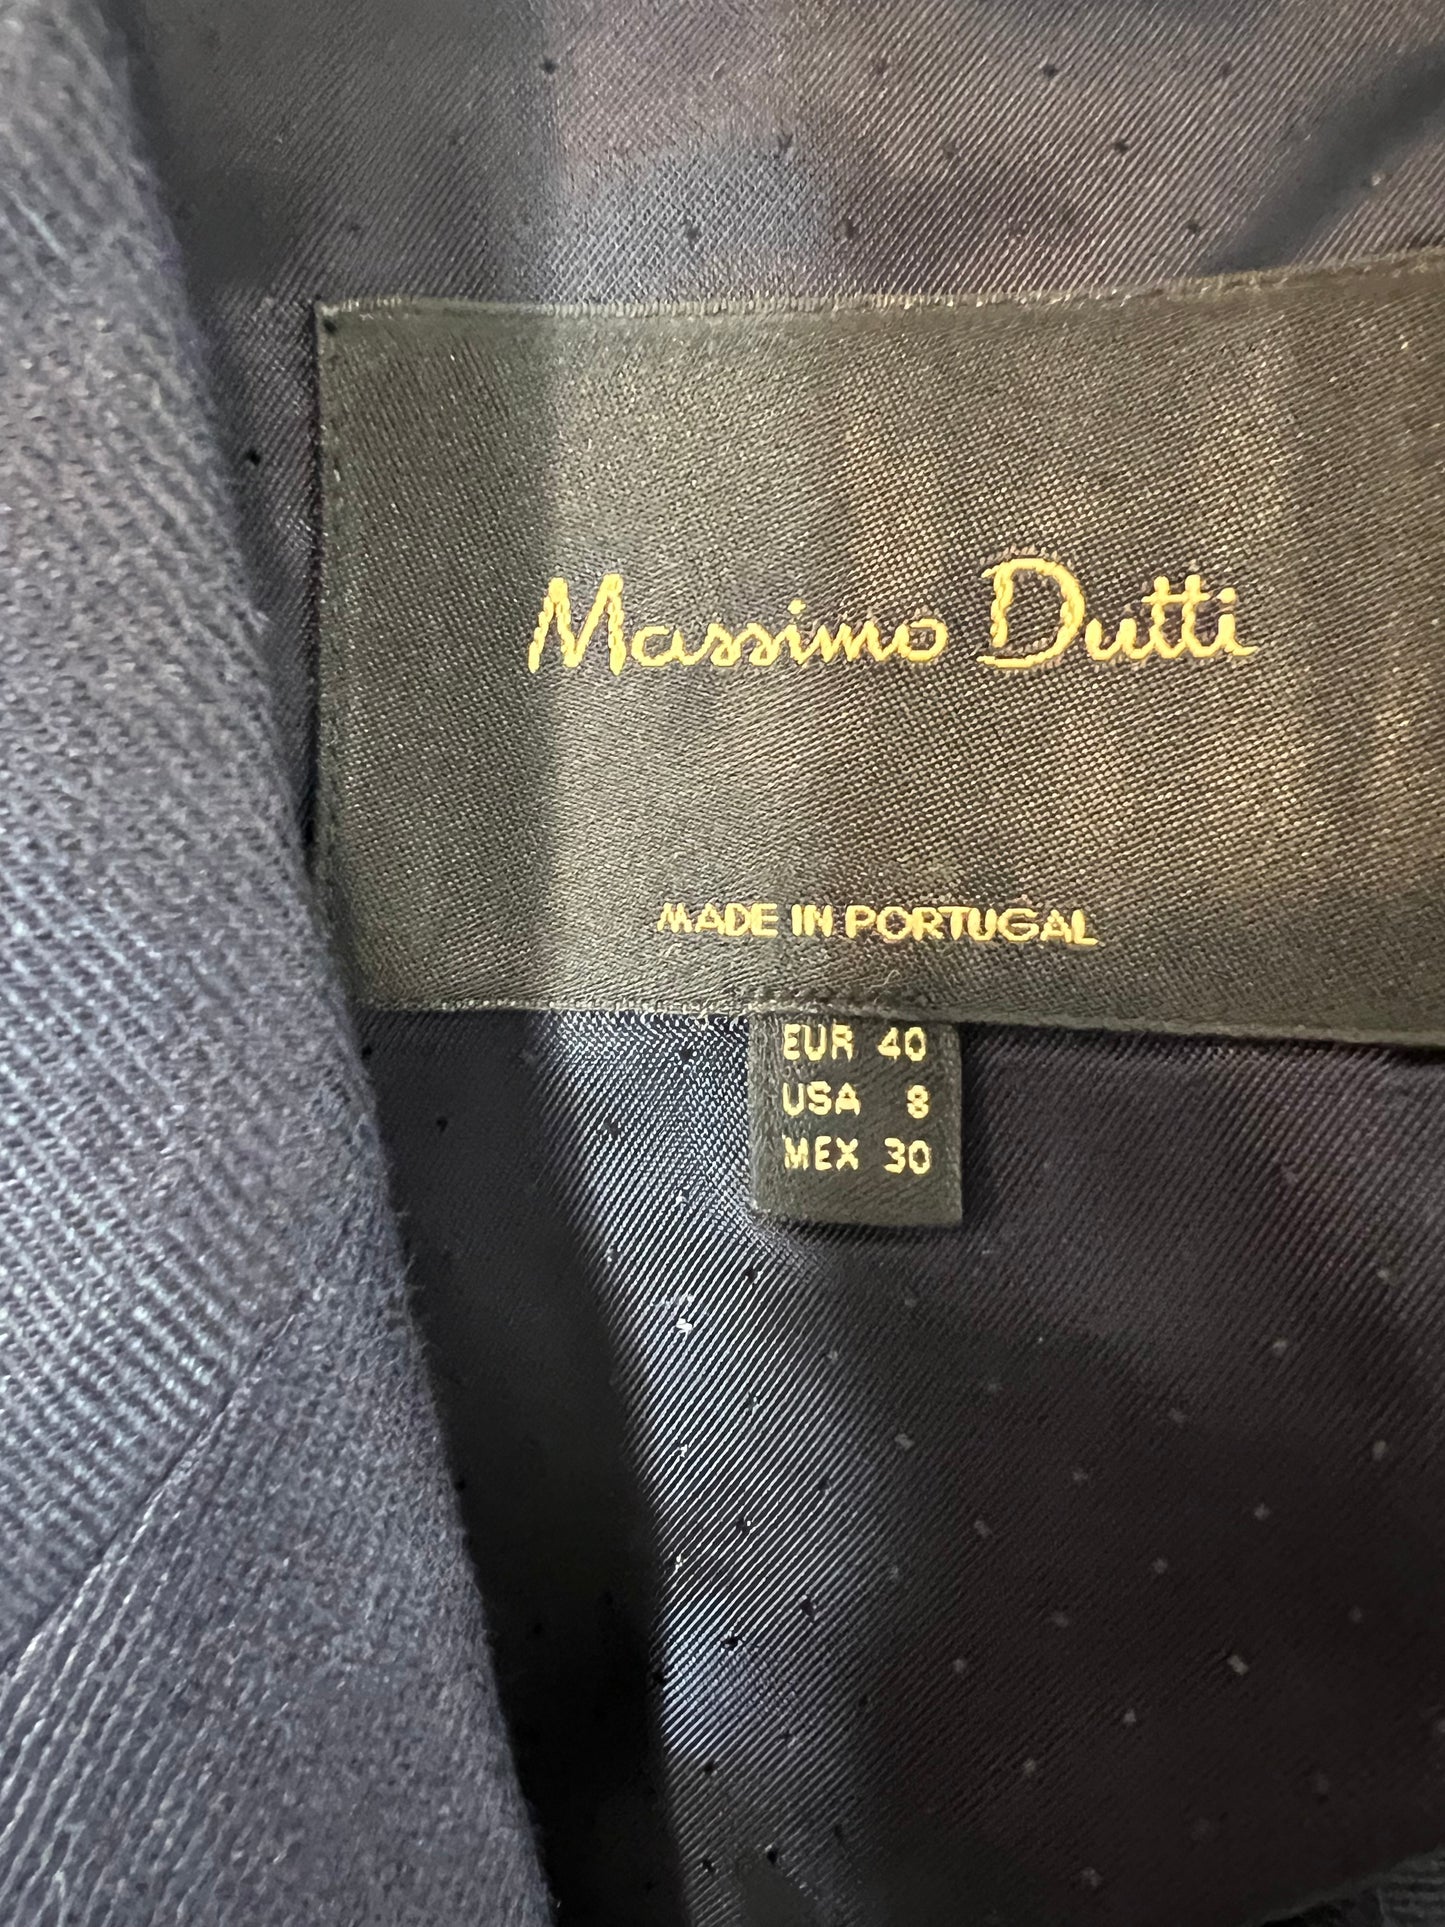 Massimo Dutti
MADE IN PORTUGAL
EUR 40
USA 8
MEX 30